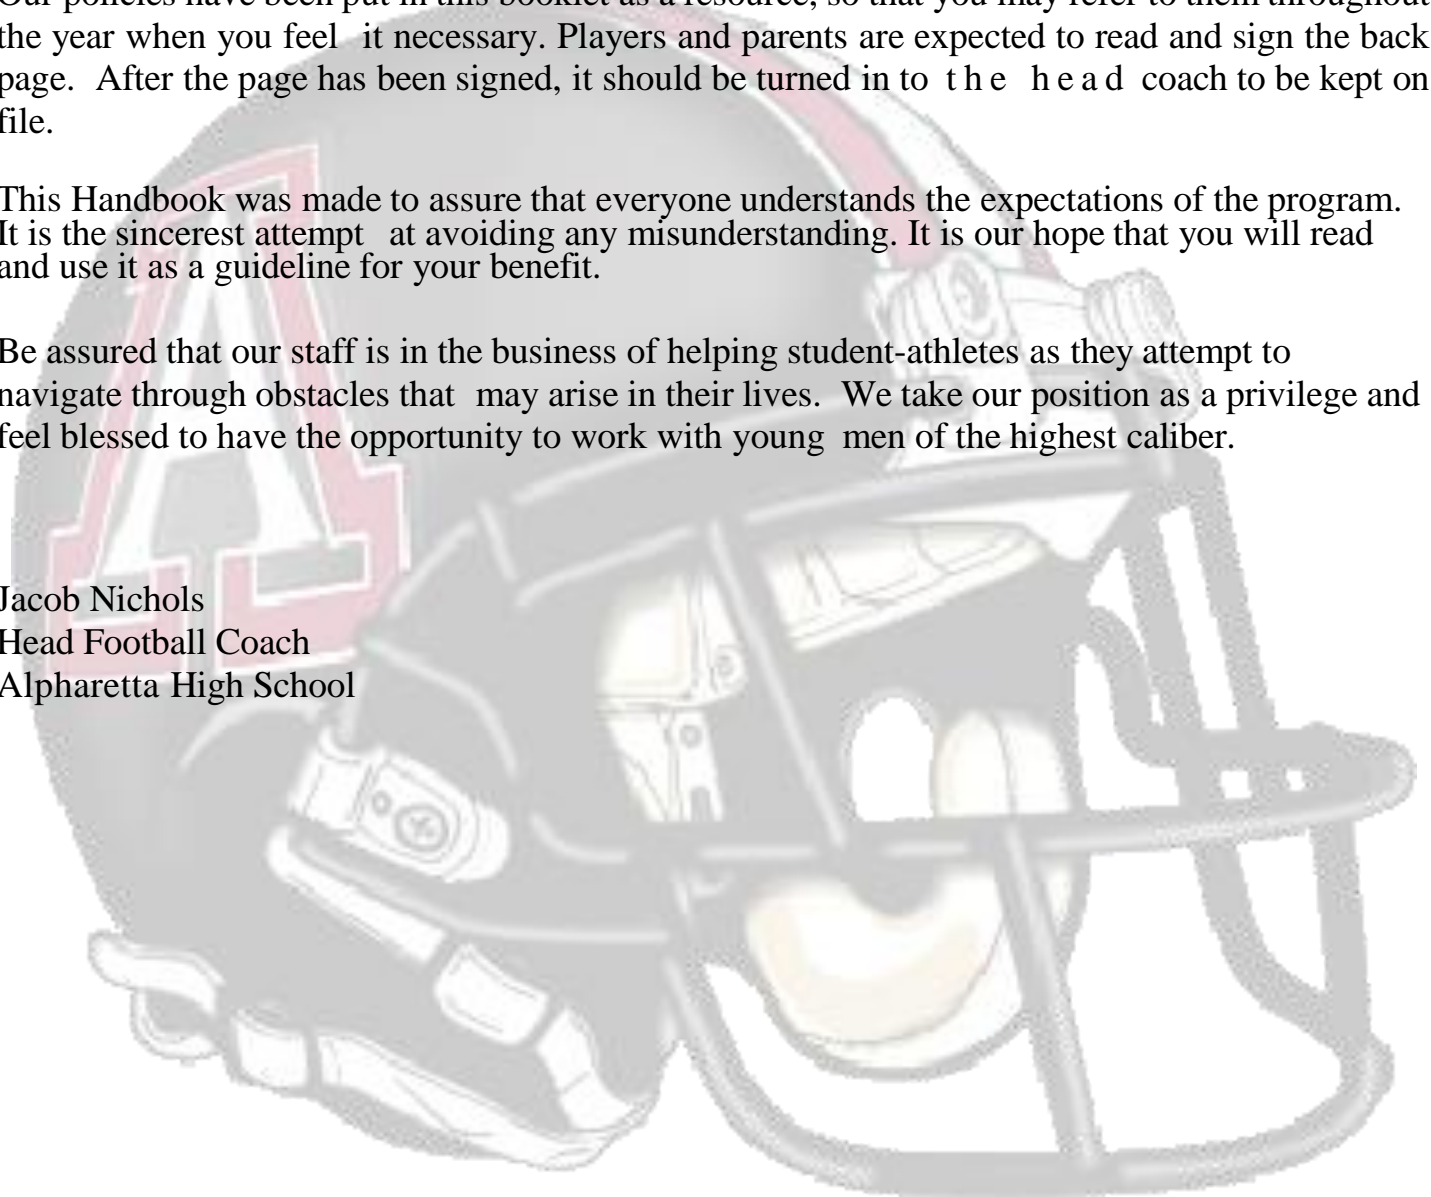 Our policies have been put in this booklet as a resource, so that you may refer to them throughout
the year when you feel it necessary. Players and parents are expected to read and sign the back
page. After the page has been signed, it should be turned in to the head coach to be kept on
file.
This Handbook was made to assure that everyone understands the expectations of the program.
It is the sincerest attempt at avoiding any misunderstanding. It is our hope that you will read
and use it as a guideline for your benefit.
Be assured that our staff is in the business of helping student-athletes as they attempt to
navigate through obstacles that may arise in their lives. We take our position as a privilege and
feel blessed to have the opportunity to work with young men of the highest caliber.
A
Jacob Nichols
Head Football Coach
Alpharetta High School